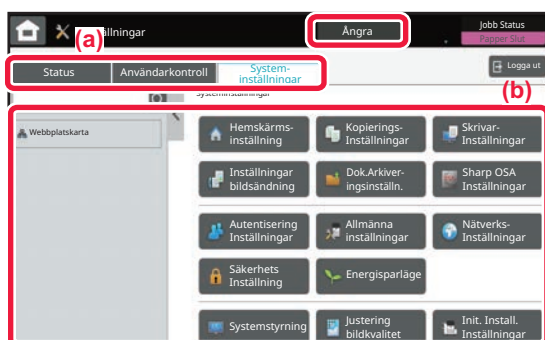 Inställningar
(a)
Ångra
Jobb Status
Papper Slut
Status
Användarkontroll
System-
inställningar
Logga ut
(b)
Systeminställningar
Webbplatskarta
Hemskärms-
inställning
Kopierings-
Inställningar
Skrivar-
Inställningar
Inställningar
bildsändning
Dok.Arkiver-
ingsinställn.
Sharp OSA
Inställningar
Autentisering
Inställningar
Allmänna
inställningar
Nätverks-
Inställningar
Säkerhets
Inställning
Energisparläge
Systemstyrning
Justering
bildkvalitet
Init. Install.
Inställningar